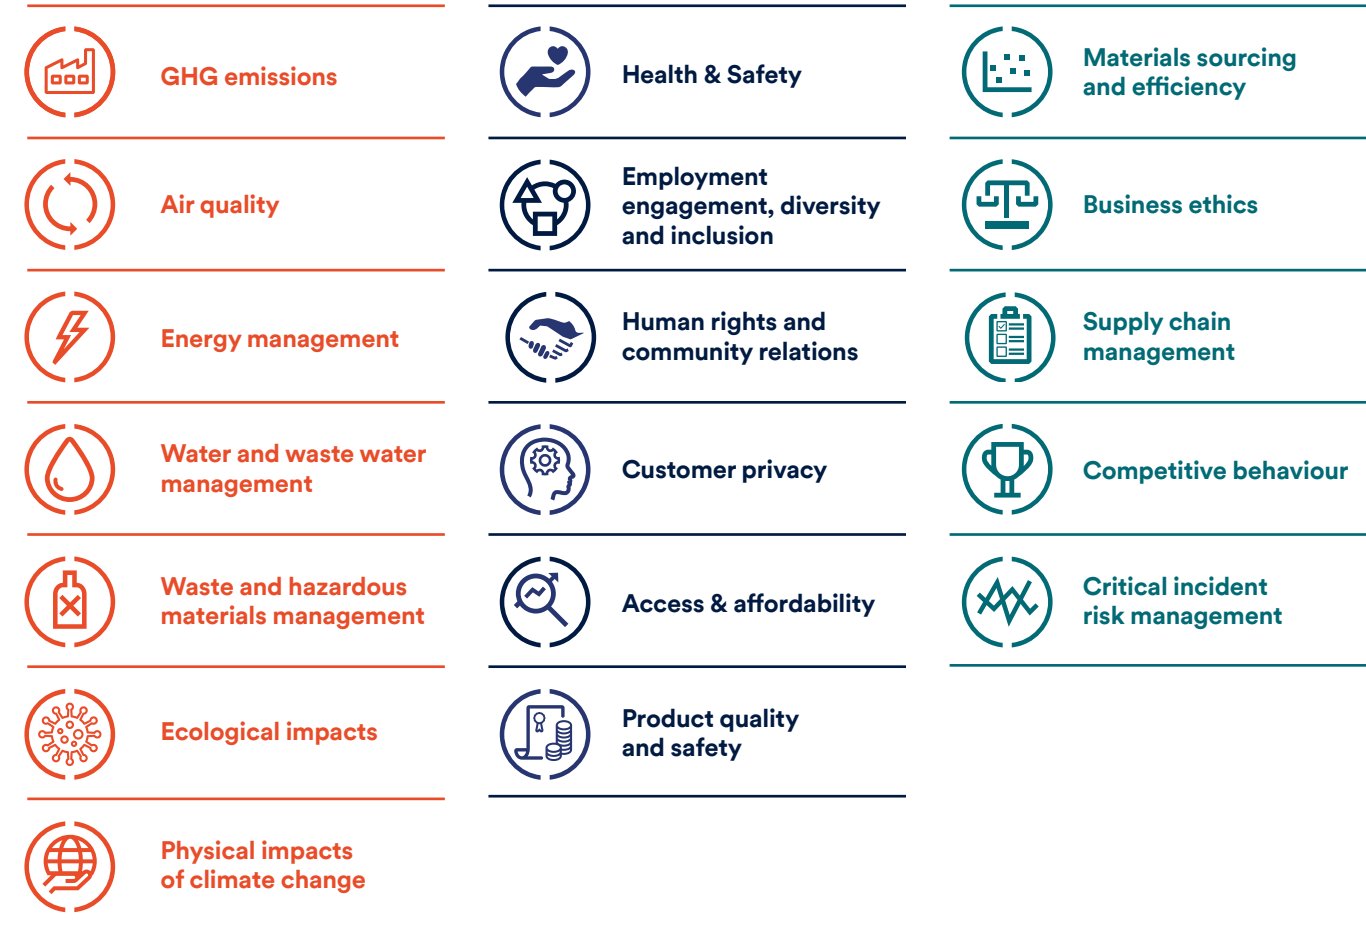 GHG emissions
Air quality
Energy management
Water and waste water
management
Waste and hazardous
materials management
Ecological impacts
Physical impacts
of climate change
Health & Safety
Employment
engagement, diversity
and inclusion
Human rights and
community relations
Customer privacy
Access & affordability
Product quality
and safety
Materials sourcing
and efficiency
Business ethics
Supply chain
management
Competitive behaviour
Critical incident
risk management